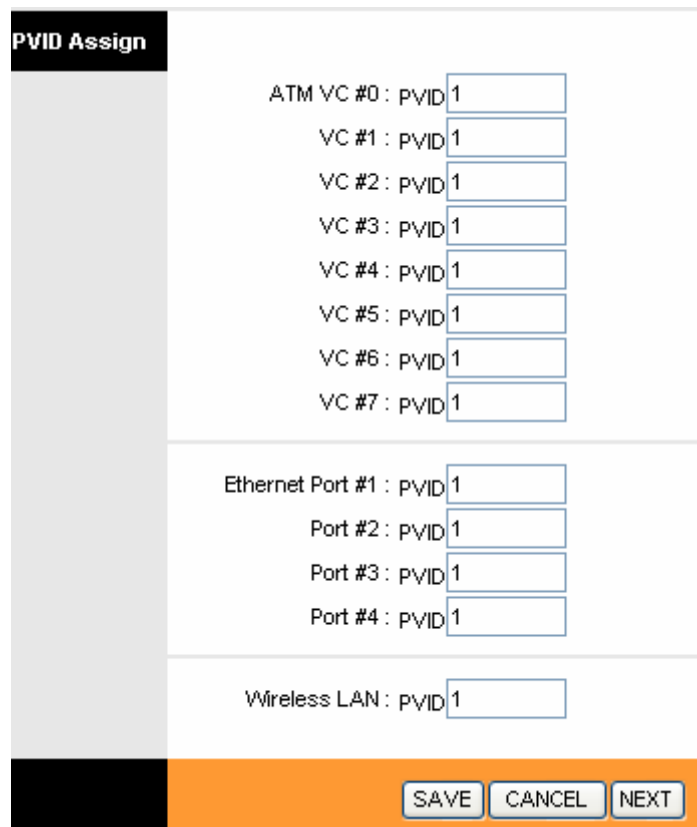 PVID Assign
ATM VC #0 : PVID 1
VC #1 : PVID 1
VC #2 : PVID 1
VC #3 : PVID 1
VC #4 : PVID 1
VC #5 : PVID 1
VC #6 : PVID 1
VC #7 : PVID 1
Ethernet Port #1 : PVID 1
Port #2 : PVID 1
Port #3 : PVID 1
Port #4 : PVID 1
Wireless LAN : PVID 1
SAVE CANCEL NEXT